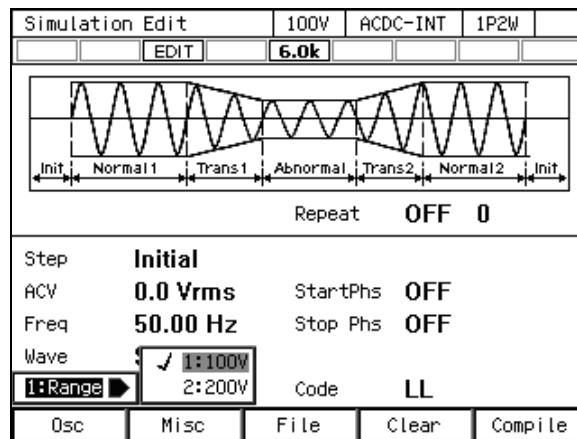 Simulation Edit 100V ACDC-INT 1P2W
EDIT 6.0k
Init Normal1 Trans1 Abnormal Trans2 Normal2 Init
Repeat OFF 0
Step Initial
ACV 0.0 Vrms StartPhs OFF
Freq 50.00 Hz Stop Phs OFF
Wave
✓ 1:100V
1:Range 2:200V Code LL
Osc Misc File Clear Compile